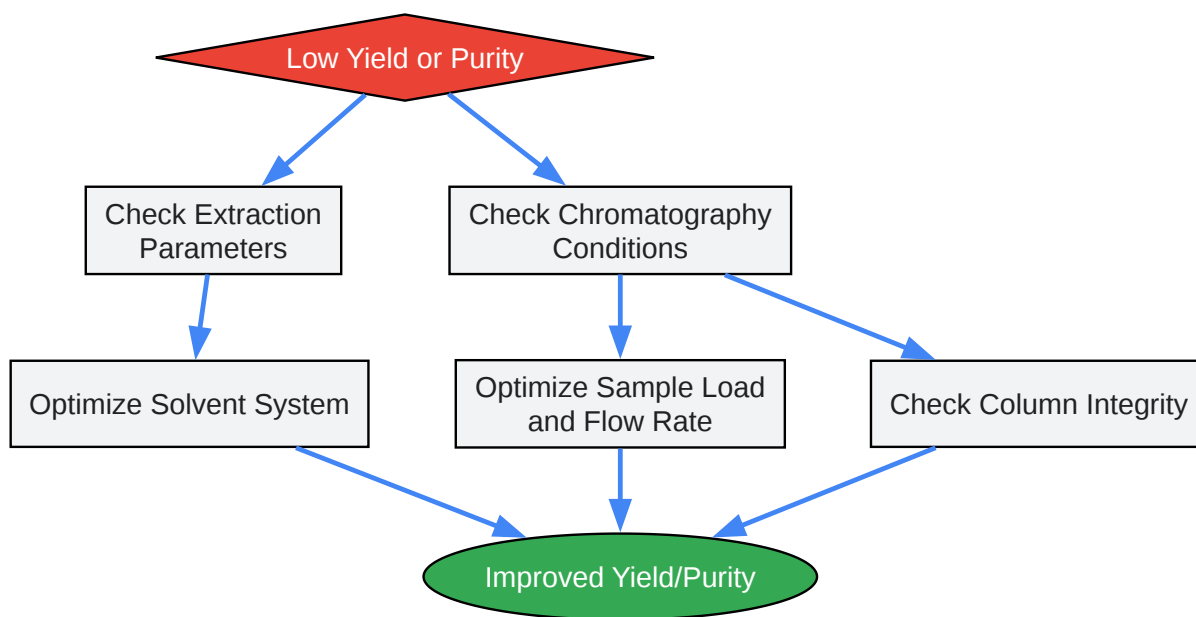 Low Yield or Purity
Check Extraction
Parameters
Check Chromatography
Conditions
Optimize Solvent System
Optimize Sample Load
and Flow Rate
Check Column Integrity
Improved Yield/Purity